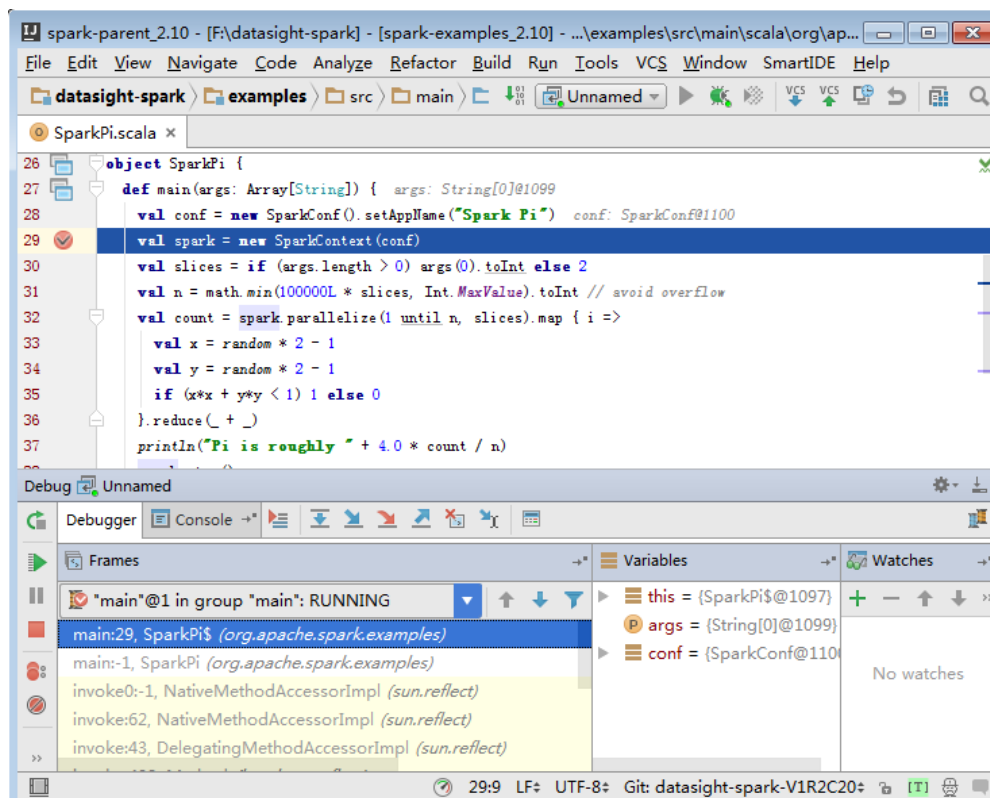 spark-parent_2.10 - [F:\datasight-spark] - [spark-examples_2.10] - ...\examples\src\main\scala\org\ap...
File Edit View Navigate Code Analyze Refactor Build Run Tools VCS Window SmartIDE Help
datasight-spark examples src main Unnamed VCS VCS
SparkPi.scala
26 object SparkPi {
27 def main(args: Array[String]) { args: String[0]@1099
28 val conf = new SparkConf().setAppName("Spark Pi") conf: SparkConf@1100
29 val spark = new SparkContext(conf)
30 val slices = if (args.length > 0) args(0).toInt else 2
31 val n = math.min(100000L * slices, Int.MaxValue).toInt // avoid overflow
32 val count = spark.parallelize(1 until n, slices).map { i =>
33 val x = random * 2 - 1
34 val y = random * 2 - 1
35 if (x*x + y*y < 1) 1 else 0
36 }.reduce(_ + _)
37 println("Pi is roughly " + 4.0 * count / n)
Debug Unnamed
Debugger Console
Frames Variables Watches
"main"@1 in group "main": RUNNING
main:29, SparkPi$ (org.apache.spark.examples)
main:-1, SparkPi (org.apache.spark.examples)
invoke0:-1, NativeMethodAccessorImpl (sun.reflect)
invoke:62, NativeMethodAccessorImpl (sun.reflect)
invoke:43, DelegatingMethodAccessorImpl (sun.reflect)
this = {SparkPi$@1097}
args = {String[0]@1099}
conf = {SparkConf@110
No watches
29:9 LF UTF-8 Git: datasight-spark-V1R2C20 [T]